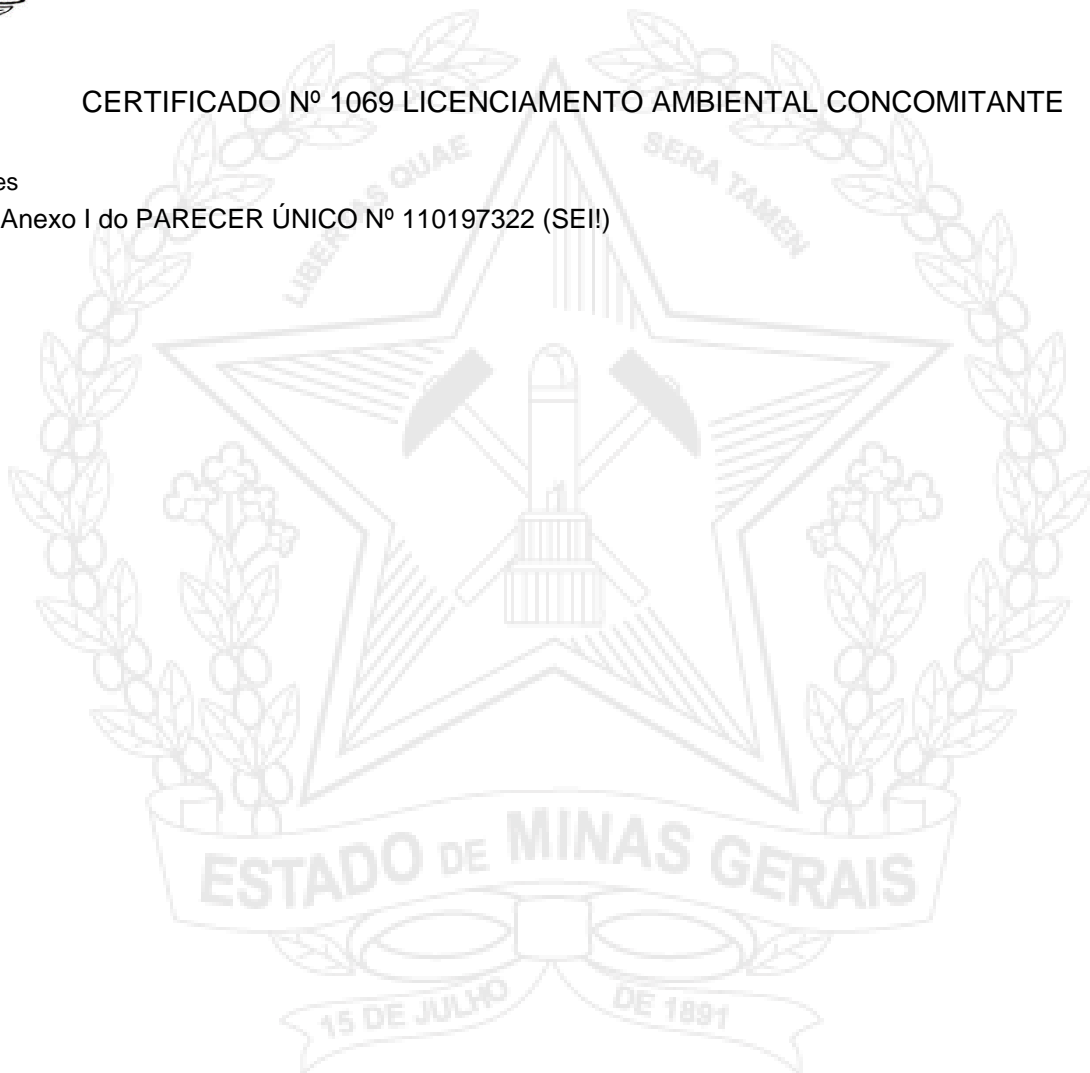 CERTIFICADO Nº 1069 LICENCIAMENTO AMBIENTAL CONCOMITANTE
es
Anexo I do PARECER ÚNICO Nº 110197322 (SEI!)
LIBERTAS QUAE SERA TAMEN
ESTADO DE MINAS GERAIS
15 DE JULHO DE 1891